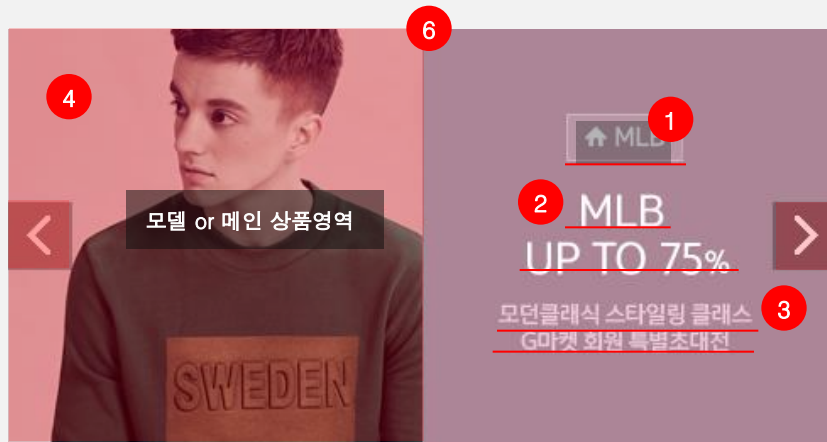 6
4
1
MLB
2
MLB
UP TO 75%
모델 or 메인 상품영역
모던클래식 스타일링 클래스
3
G마켓 회원 특별초대전
SWEDEN